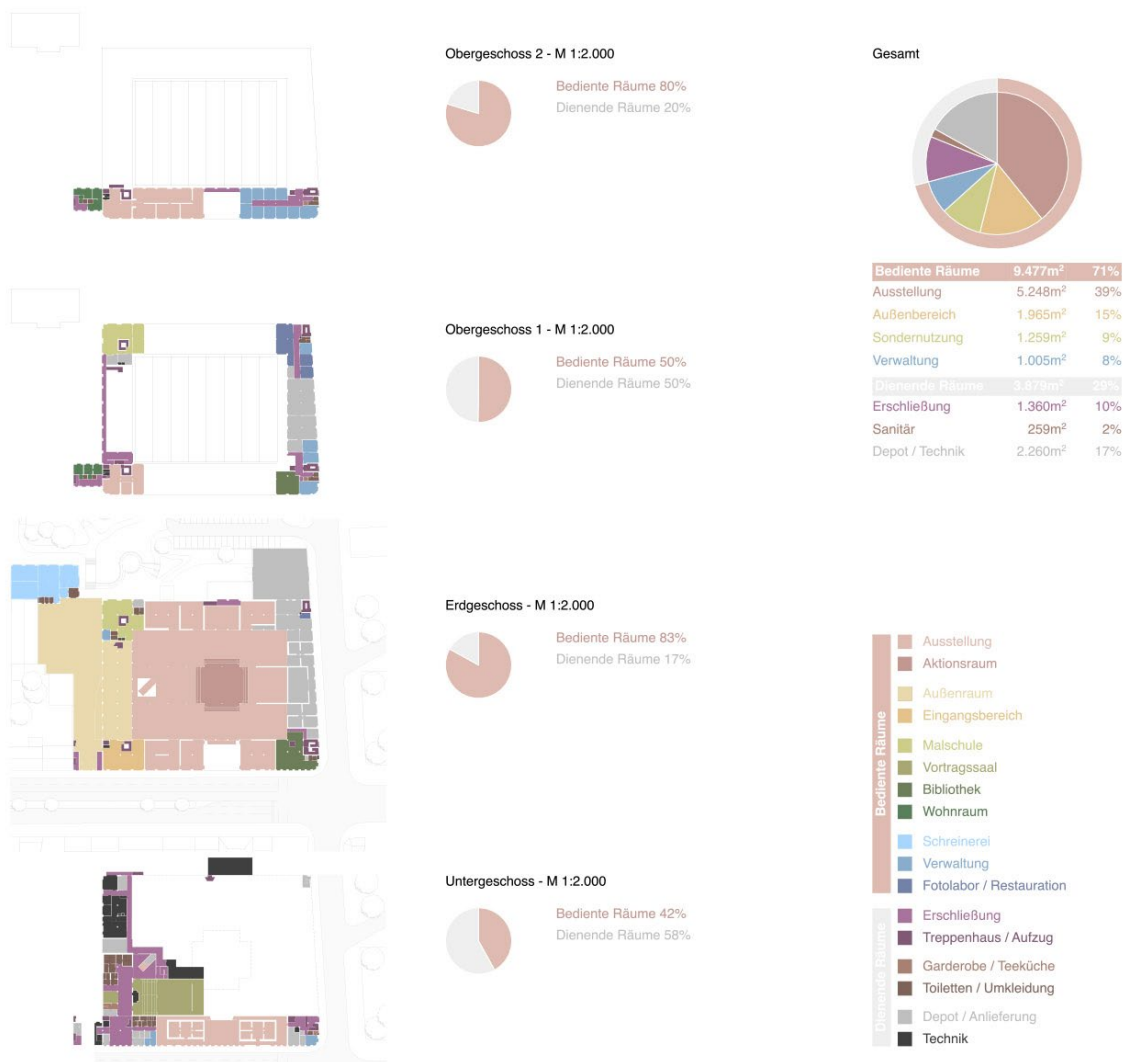 Obergeschoss 2 - M 1:2.000
Bediente Räume 80%
Dienende Räume 20%
Obergeschoss 1 - M 1:2.000
Bediente Räume 50%
Dienende Räume 50%
Erdgeschoss - M 1:2.000
Bediente Räume 83%
Dienende Räume 17%
Untergeschoss - M 1:2.000
Bediente Räume 42%
Dienende Räume 58%
Gesamt
Bediente Räume 9.477m² 71%
Ausstellung 5.248m² 39%
Außenbereich 1.965m² 15%
Sondernutzung 1.259m² 9%
Verwaltung 1.005m² 8%
Dienende Räume 3.879m² 29%
Erschließung 1.360m² 10%
Sanitär 259m² 2%
Depot / Technik 2.260m² 17%
Bediente Räume
Ausstellung
Aktionsraum
Außenraum
Eingangsbereich
Malschule
Vortragssaal
Bibliothek
Wohnraum
Schreinerei
Verwaltung
Fotolabor / Restauration
Dienende Räume
Erschließung
Treppenhaus / Aufzug
Garderobe / Teeküche
Toiletten / Umkleidung
Depot / Anlieferung
Technik